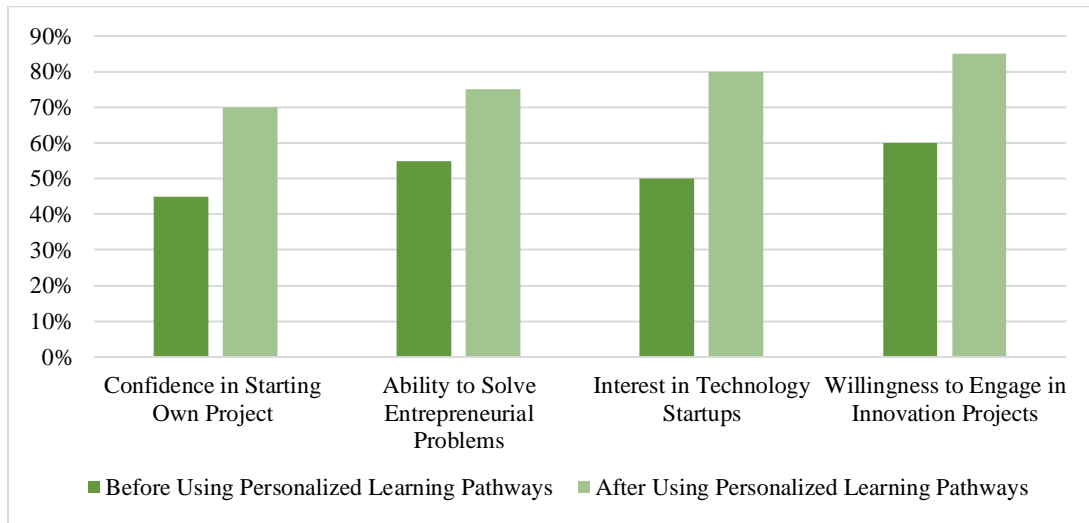 90%
80%
70%
60%
50%
40%
30%
20%
10%
0%
Confidence in Starting
Own Project
Ability to Solve
Entrepreneurial
Problems
Interest in Technology
Startups
Willingness to Engage in
Innovation Projects
Before Using Personalized Learning Pathways
After Using Personalized Learning Pathways